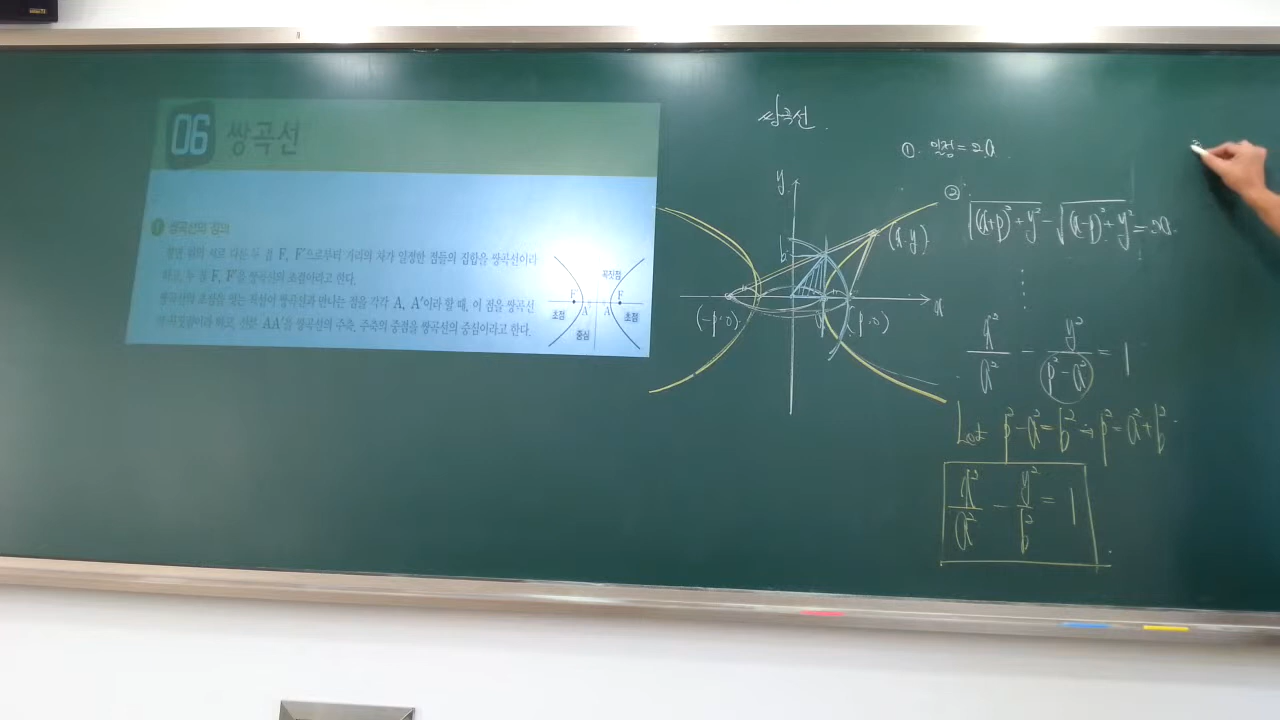 06 쌍곡선
1 쌍곡선의 정의
평면 위의 서로 다른 두 점 F, F′으로부터 거리의 차가 일정한 점들의 집합을 쌍곡선이라
하고, 두 점 F, F′을 쌍곡선의 초점이라고 한다.
쌍곡선의 초점을 잇는 직선이 쌍곡선과 만나는 점을 각각 A, A′이라 할 때, 이 점을 쌍곡선
의 꼭짓점이라 하고, 선분 AA′을 쌍곡선의 주축, 주축의 중점을 쌍곡선의 중심이라고 한다.
꼭짓점
F′ F
A′ A
초점 초점
중심
쌍곡선.
y
b
(x.y)
x
(-p.0)
(p.0)
①. 일정=2a.
②
√(x+p)²+y² - √(x-p)²+y² = 2a.
⋮
x²/a² - y²/(p²-a²) = 1
Let p²-a²=b² → p²=a²+b².
x²/a² - y²/b² = 1